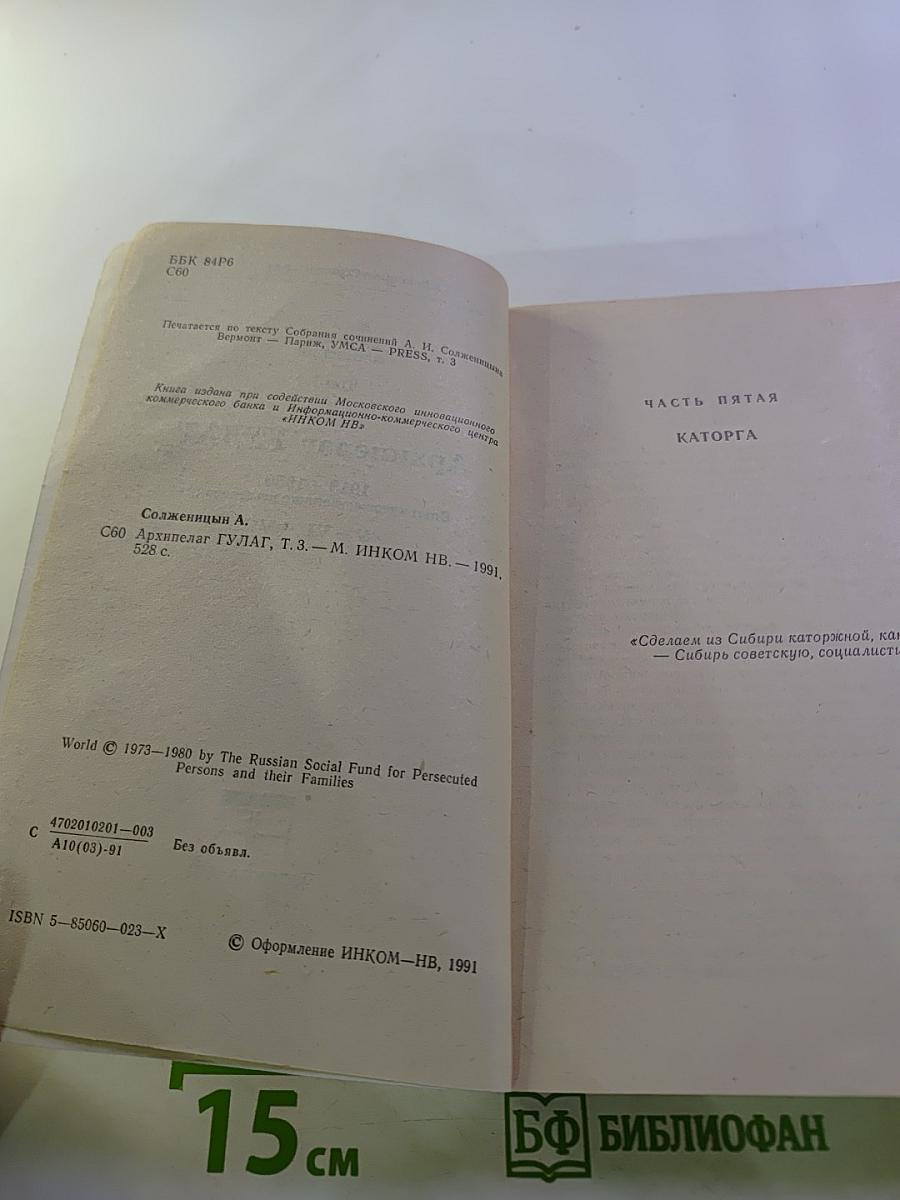 ББК 84Р6
С60
Печатается по тексту Собрания сочинений А. И. Солженицына
Вермонт — Париж, УМСА — PRESS, т. 3
Книга издана при содействии Московского инновационного
коммерческого банка и Информационно-коммерческого центра
«ИНКОМ НВ»
Солженицын А.
С60 Архипелаг ГУЛАГ, Т. 3. — М. ИНКОМ НВ. — 1991.
528 с.
World © 1973—1980 by The Russian Social Fund for Persecuted
Persons and their Families
С 4702010201—003
А10(03)-91
Без объявл.
ISBN 5—85060—023—X
© Оформление ИНКОМ—НВ, 1991
ЧАСТЬ ПЯТАЯ
КАТОРГА
«Сделаем из Сибири каторжной,
— Сибирь советскую,
15 СМ
БФ БИБЛИОФАН